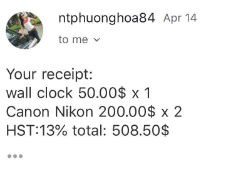 ntphuonghoa84 Apr 14
to me
Your receipt:
wall clock 50.00$ x 1
Canon Nikon 200.00$ x 2
HST:13% total: 508.50$